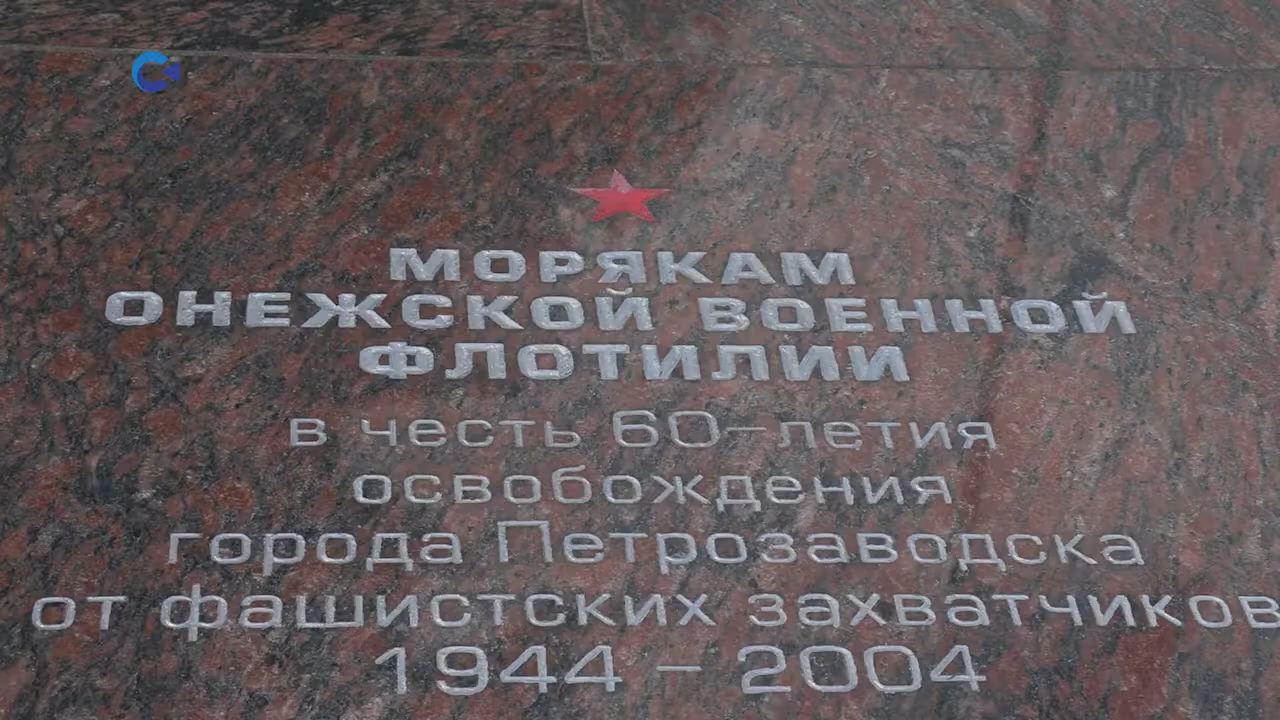 МОРЯКАМ
ОНЕЖСКОЙ ВОЕННОЙ
ФЛОТИЛИИ
в честь 60-летия
освобождения
города Петрозаводска
от фашистских захватчиков
1944 – 2004